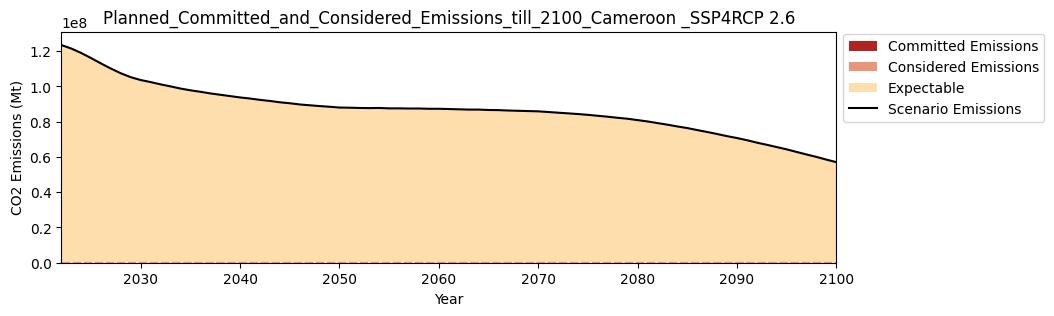 Planned_Committed_and_Considered_Emissions_till_2100_Cameroon _SSP4RCP 2.6
1e8
1.2
1.0
0.8
0.6
0.4
0.2
0.0
CO2 Emissions (Mt)
2030 2040 2050 2060 2070 2080 2090 2100
Year
Committed Emissions
Considered Emissions
Expectable
Scenario Emissions